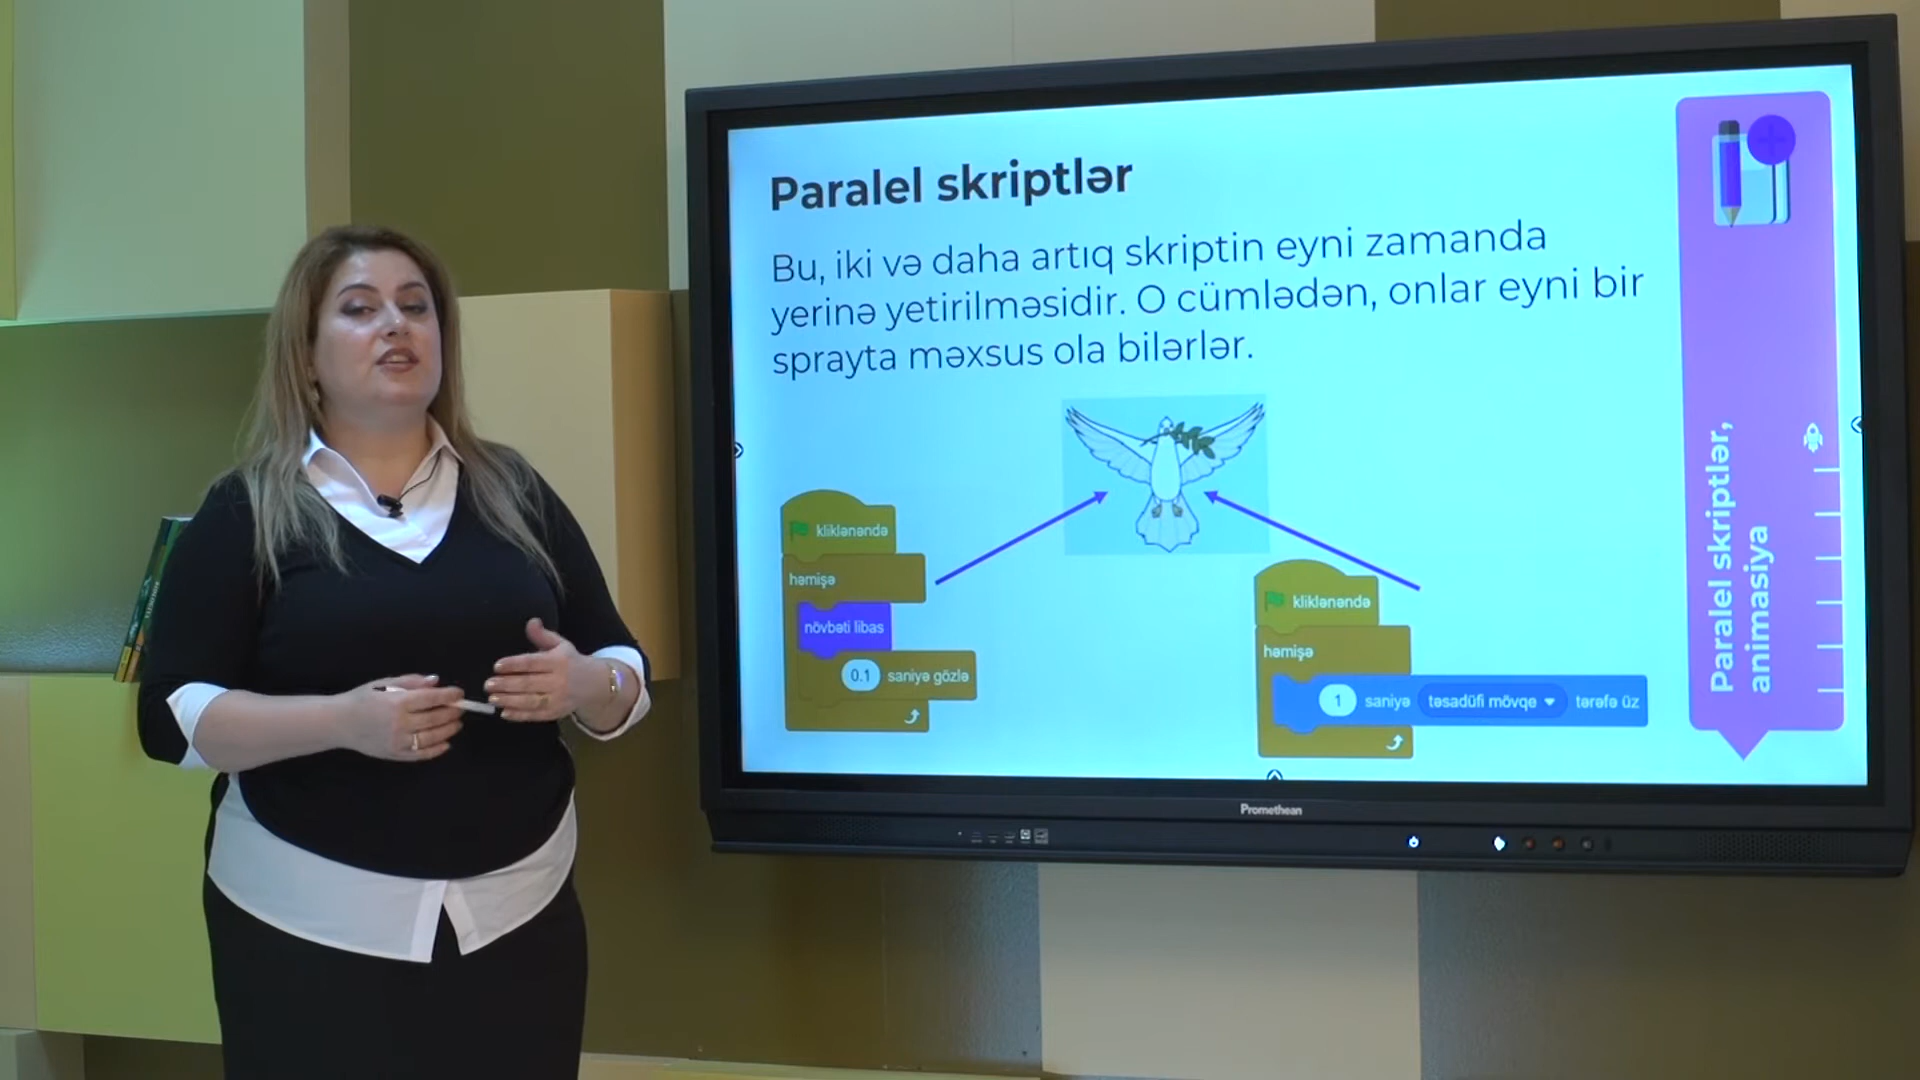 Paralel skriptlər
Bu, iki və daha artıq skriptin eyni zamanda
yerinə yetirilməsidir. O cümlədən, onlar eyni bir
sprayta məxsus ola bilərlər.
kliklənəndə
həmişə
növbəti libas
0.1 saniyə gözlə
kliklənəndə
həmişə
1 saniyə təsadüfi mövqe tərəfə üz
Paralel skriptlər,
animasiya
Promethean